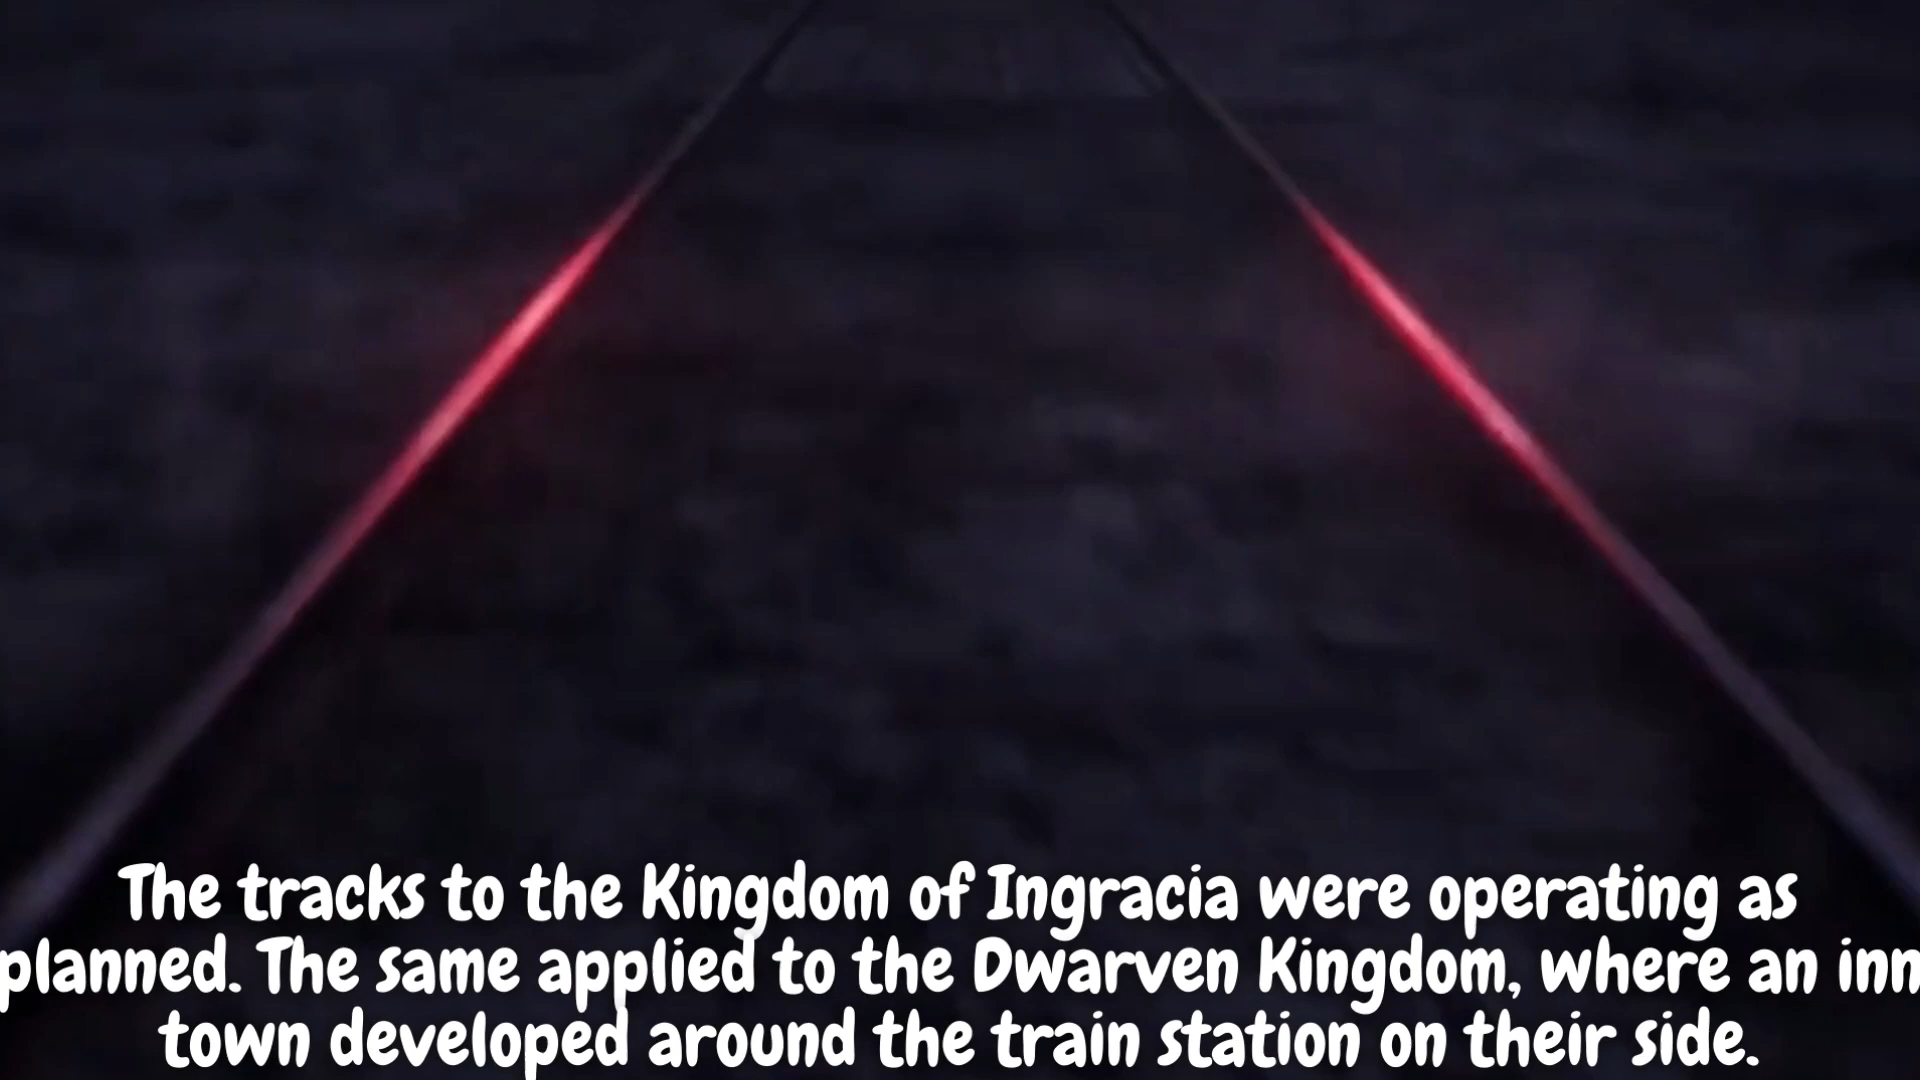 The tracks to the Kingdom of Ingracia were operating as
planned. The same applied to the Dwarven Kingdom, where an inn
town developed around the train station on their side.